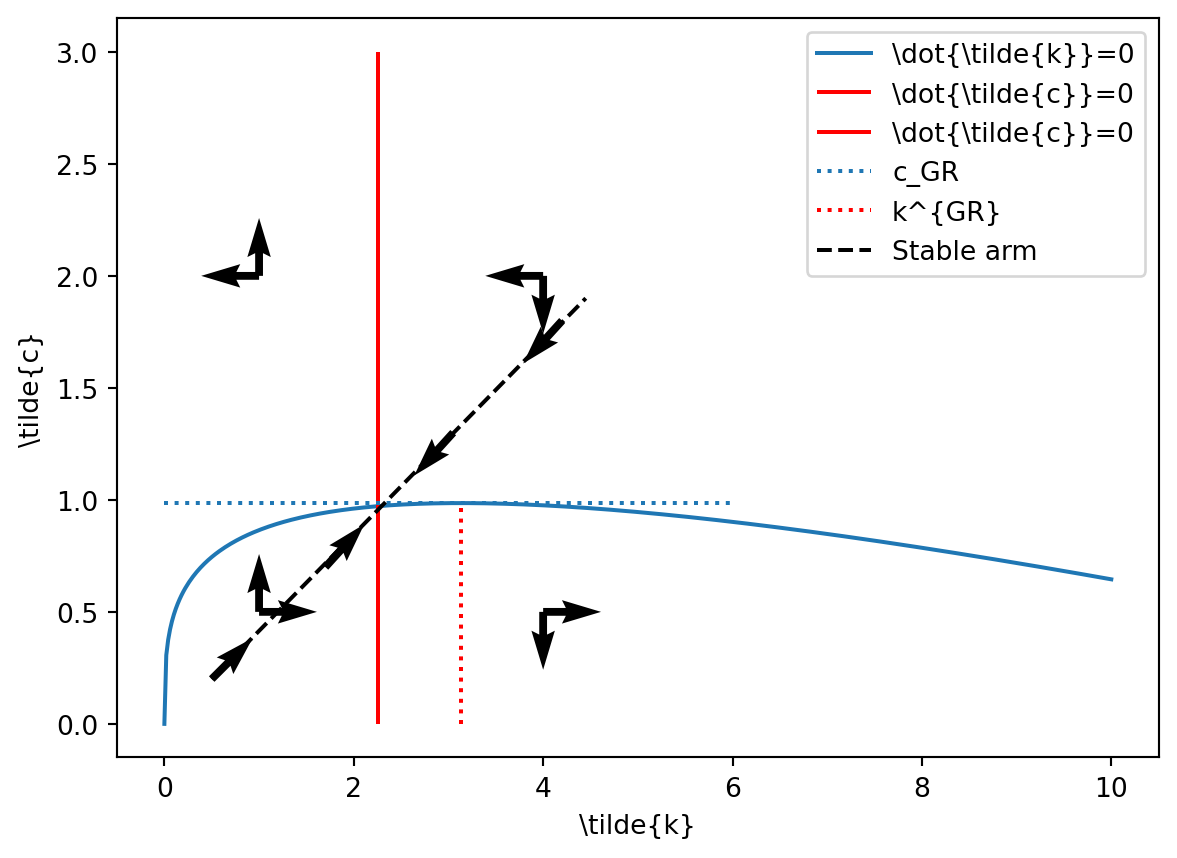 3.0
2.5
2.0
1.5
1.0
0.5
0.0
\tilde{c}
\dot{\tilde{k}}=0
\dot{\tilde{c}}=0
\dot{\tilde{c}}=0
c_GR
k^{GR}
Stable arm
0 2 4 6 8 10
\tilde{k}